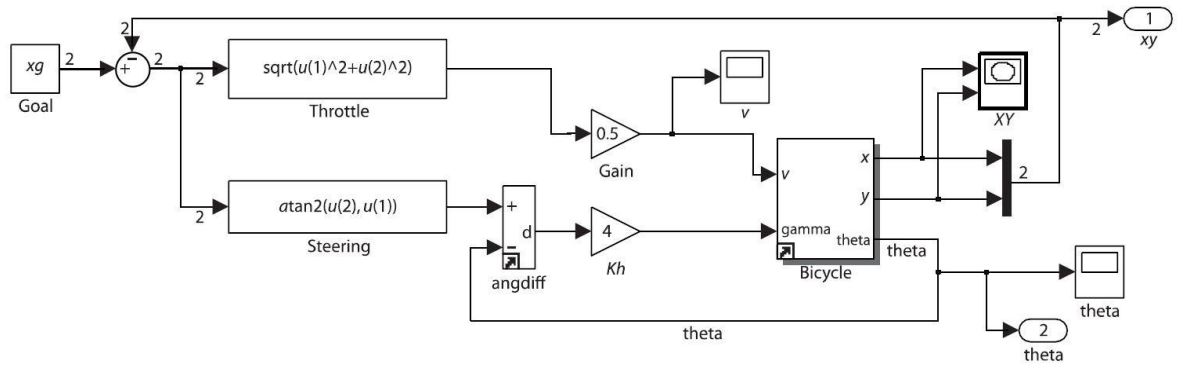 2
1
2
xy
xg
2
+
−
2
2
sqrt(u(1)^2+u(2)^2)
Goal
Throttle
v
XY
0.5
Gain
x
2
v
y
2
atan2(u(2),u(1))
+
d
−
4
gamma
theta
theta
Steering
Kh
Bicycle
angdiff
theta
theta
2
theta